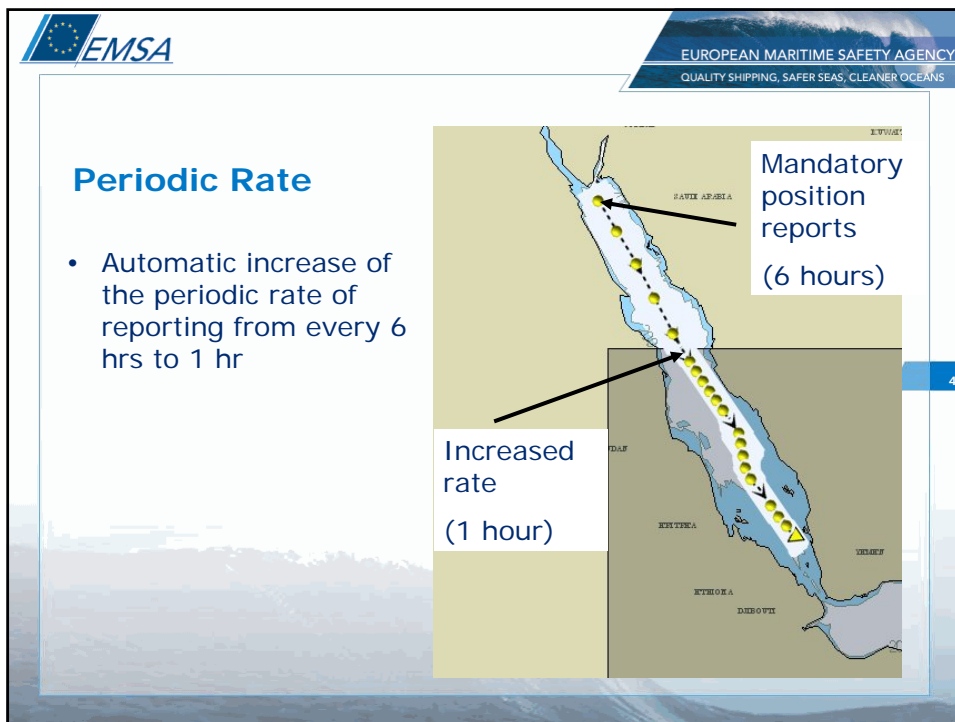 EMSA
EUROPEAN MARITIME SAFETY AGENCY
QUALITY SHIPPING, SAFER SEAS, CLEANER OCEANS
Periodic Rate
• Automatic increase of
the periodic rate of
reporting from every 6
hrs to 1 hr
KUWAIT
SAUDI ARABIA
Mandatory
position
reports
(6 hours)
4
Increased
rate
(1 hour)
UDAN
ERITREA
YEMEN
ETHIOPIA
DJIBOUTI